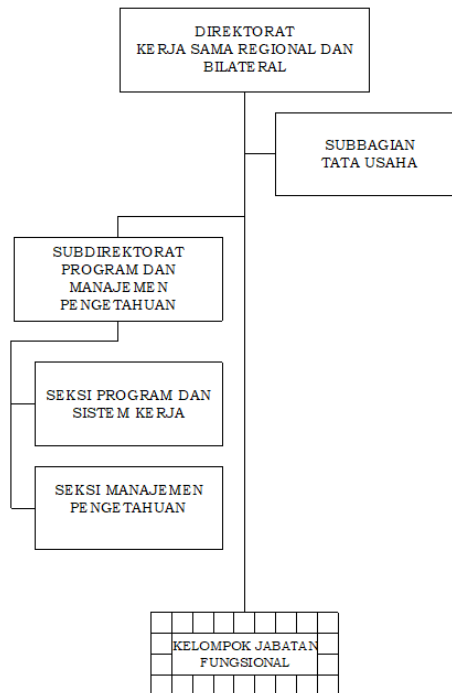 DIREKTORAT
KERJA SAMA REGIONAL DAN
BILATERAL
SUBBAGIAN
TATA USAHA
SUBDIREKTORAT
PROGRAM DAN
MANAJEMEN
PENGETAHUAN
SEKSI PROGRAM DAN
SISTEM KERJA
SEKSI MANAJEMEN
PENGETAHUAN
KELOMPOK JABATAN
FUNGSIONAL